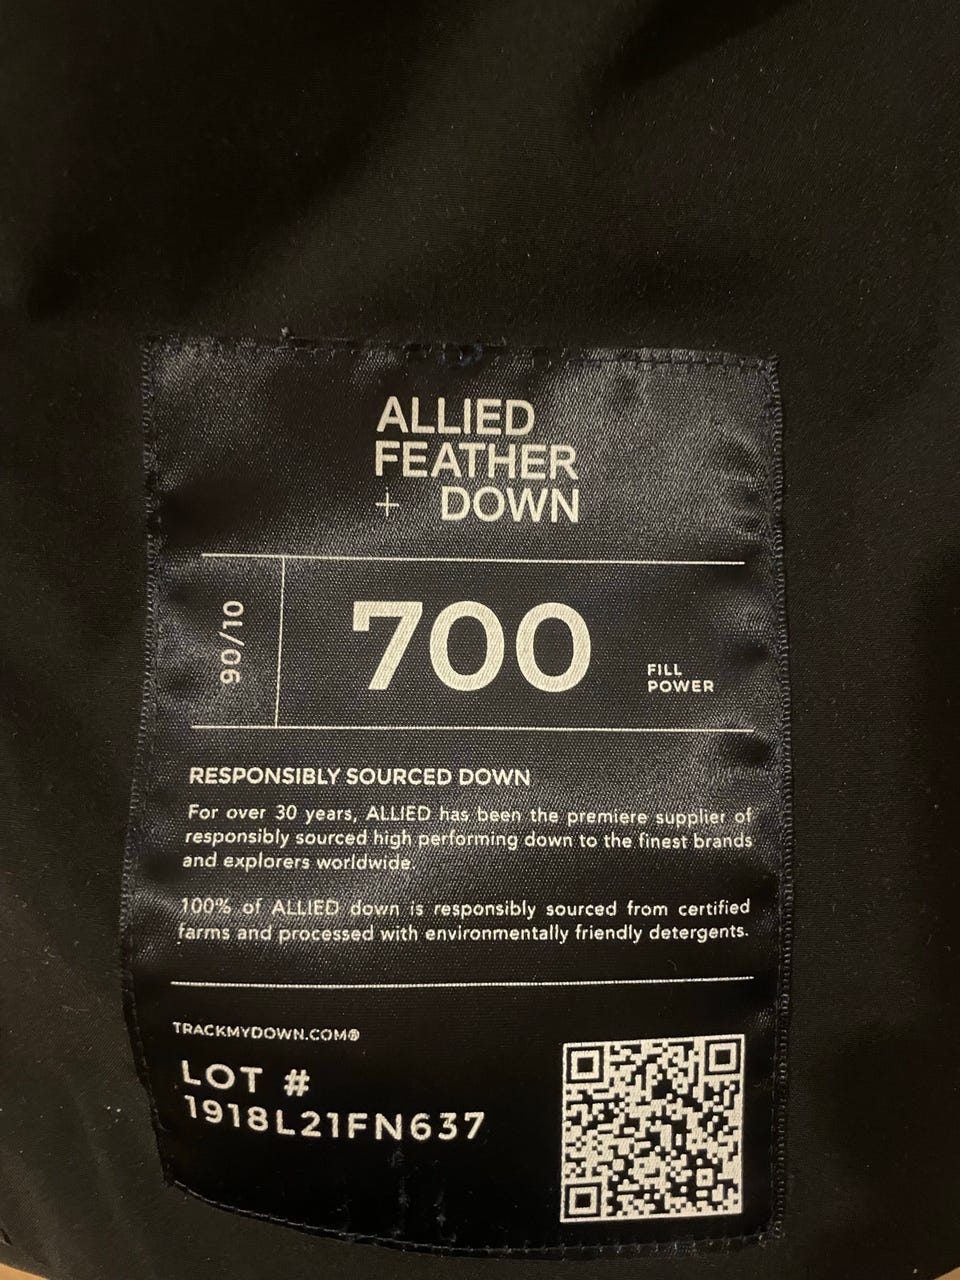 ALLIED
FEATHER
+ DOWN
90/10
700
FILL
POWER
RESPONSIBLY SOURCED DOWN
For over 30 years, ALLIED has been the premiere supplier of
responsibly sourced high performing down to the finest brands
and explorers worldwide.
100% of ALLIED down is responsibly sourced from certified
farms and processed with environmentally friendly detergents.
TRACKMYDOWN.COM®
LOT #
1918L21FN637